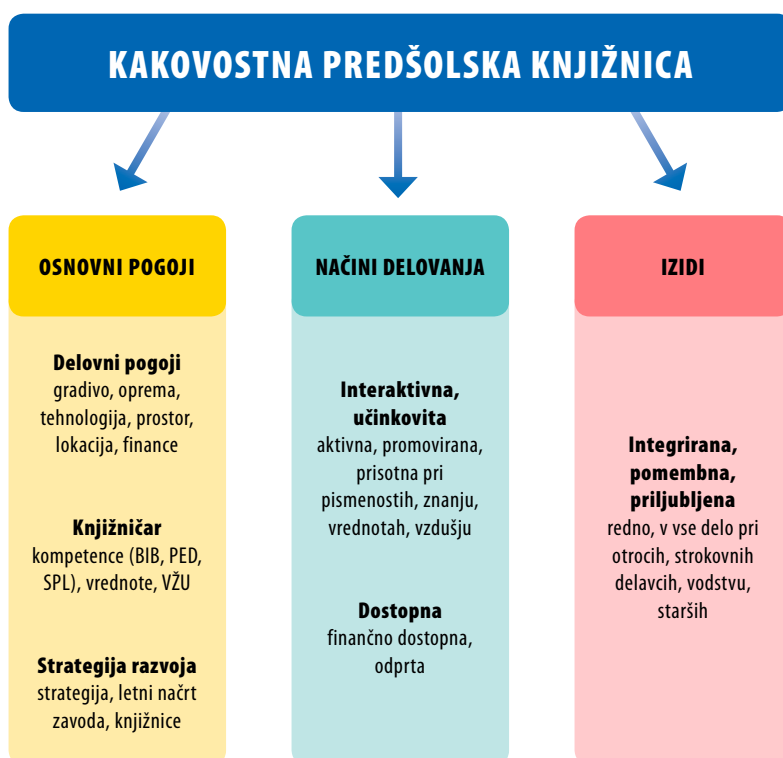 KAKOVOSTNA PREDŠOLSKA KNJIŽNICA
OSNOVNI POGOJI
Delovni pogoji
gradivo, oprema,
tehnologija, prostor,
lokacija, finance
Knjižničar
kompetence (BIB, PED,
SPL), vrednote, VŽU
Strategija razvoja
strategija, letni načrt
zavoda, knjižnice
NAČINI DELOVANJA
Interaktivna,
učinkovita
aktivna, promovirana,
prisotna pri
pismenostih, znanju,
vrednotah, vzdušju
Dostopna
finančno dostopna,
odprta
IZIDI
Integrirana,
pomembna,
priljubljena
redno, v vse delo pri
otrocih, strokovnih
delavcih, vodstvu,
starših